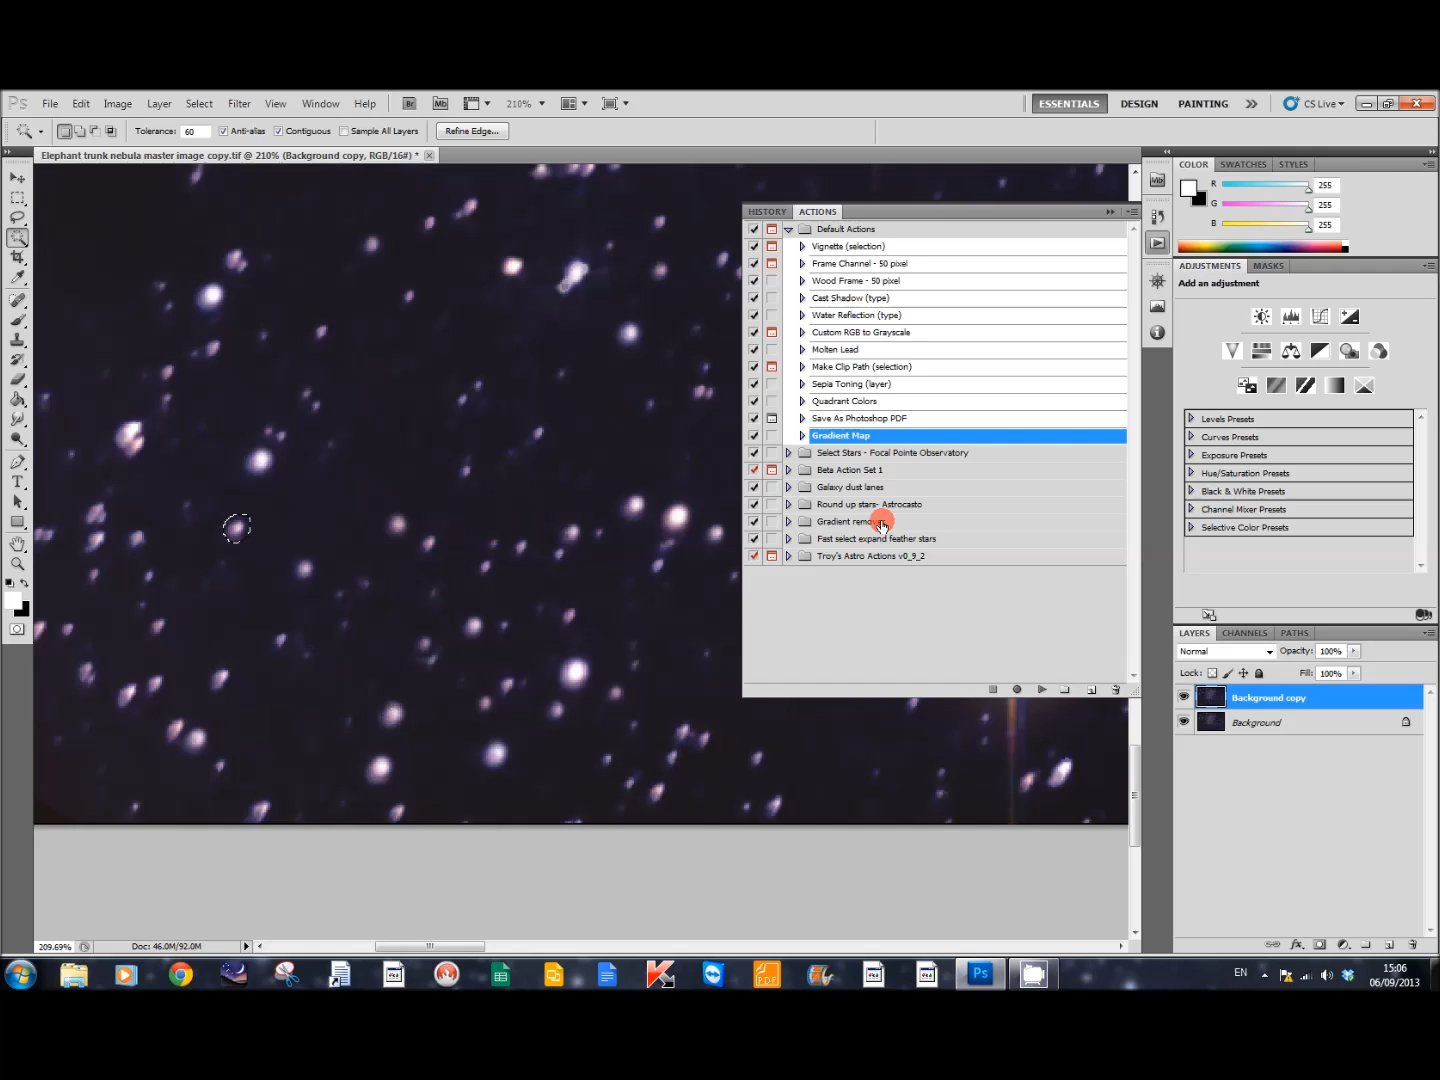 Ps File Edit Image Layer Select Filter View Window Help Br Mb 210% ESSENTIALS DESIGN PAINTING CS Live
Tolerance: 60 Anti-alias Contiguous Sample All Layers Refine Edge...
Elephant trunk nebula master image copy.tif @ 210% (Background copy, RGB/16#) *
COLOR SWATCHES STYLES
R 255
G 255
B 255
ADJUSTMENTS MASKS
Add an adjustment
Levels Presets
Curves Presets
Exposure Presets
Hue/Saturation Presets
Black & White Presets
Channel Mixer Presets
Selective Color Presets
LAYERS CHANNELS PATHS
Normal Opacity: 100%
Lock: Fill: 100%
Background copy
Background
Mb
HISTORY ACTIONS
Default Actions
Vignette (selection)
Frame Channel - 50 pixel
Wood Frame - 50 pixel
Cast Shadow (type)
Water Reflection (type)
Custom RGB to Grayscale
Molten Lead
Make Clip Path (selection)
Sepia Toning (layer)
Quadrant Colors
Save As Photoshop PDF
Gradient Map
Select Stars - Focal Pointe Observatory
Beta Action Set 1
Galaxy dust lanes
Round up stars- Astrocasto
Gradient
Fast select expand feather stars
Troy's Astro Actions v0_9_2
209.69% Doc: 46.0M/92.0M
Ps EN 15:06
06/09/2013